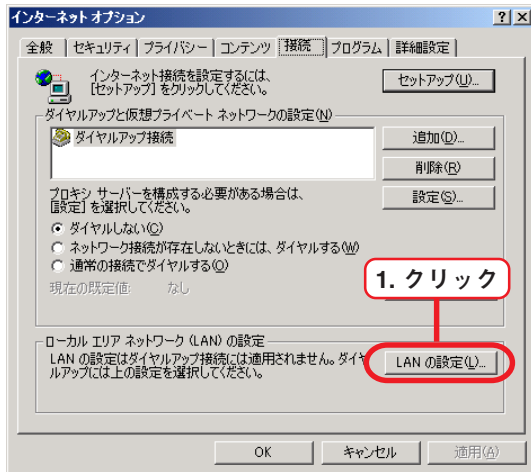 インターネット オプション
全般 セキュリティ プライバシー コンテンツ 接続 プログラム 詳細設定
インターネット接続を設定するには、
[セットアップ] をクリックしてください。
セットアップ(U)...
ダイヤルアップと仮想プライベート ネットワークの設定(N)
ダイヤルアップ接続
追加(D)...
削除(R)
プロキシ サーバーを構成する必要がある場合は、
[設定] を選択してください。
設定(S)...
ダイヤルしない(C)
ネットワーク接続が存在しないときには、ダイヤルする(W)
通常の接続でダイヤルする(O)
現在の既定値: なし
1. クリック
ローカル エリア ネットワーク (LAN) の設定
LAN の設定はダイヤルアップ接続には適用されません。ダイヤ
ルアップには上の設定を選択してください。
LAN の設定(L)...
OK キャンセル 適用(A)